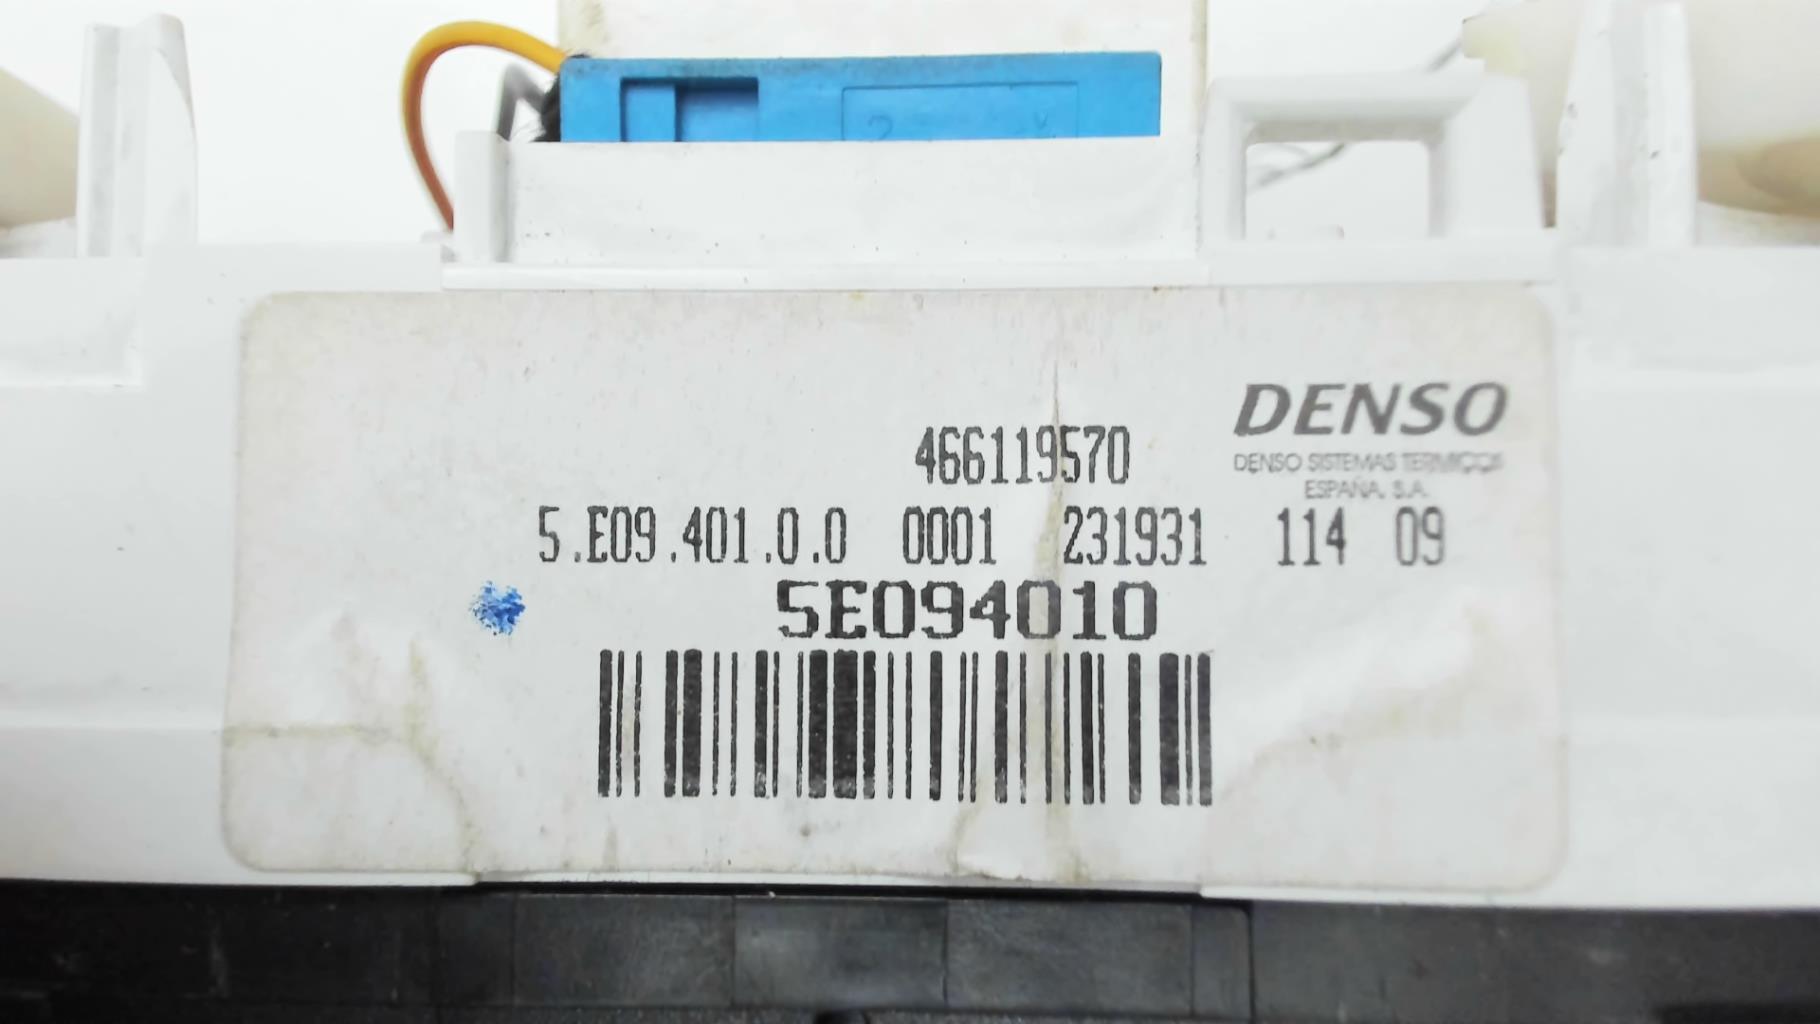 DENSO
DENSO SISTEMAS TERMICOS
ESPAÑA, S.A.
466119570
5.E09.401.0.0 0001 231931 114 09
5E094010